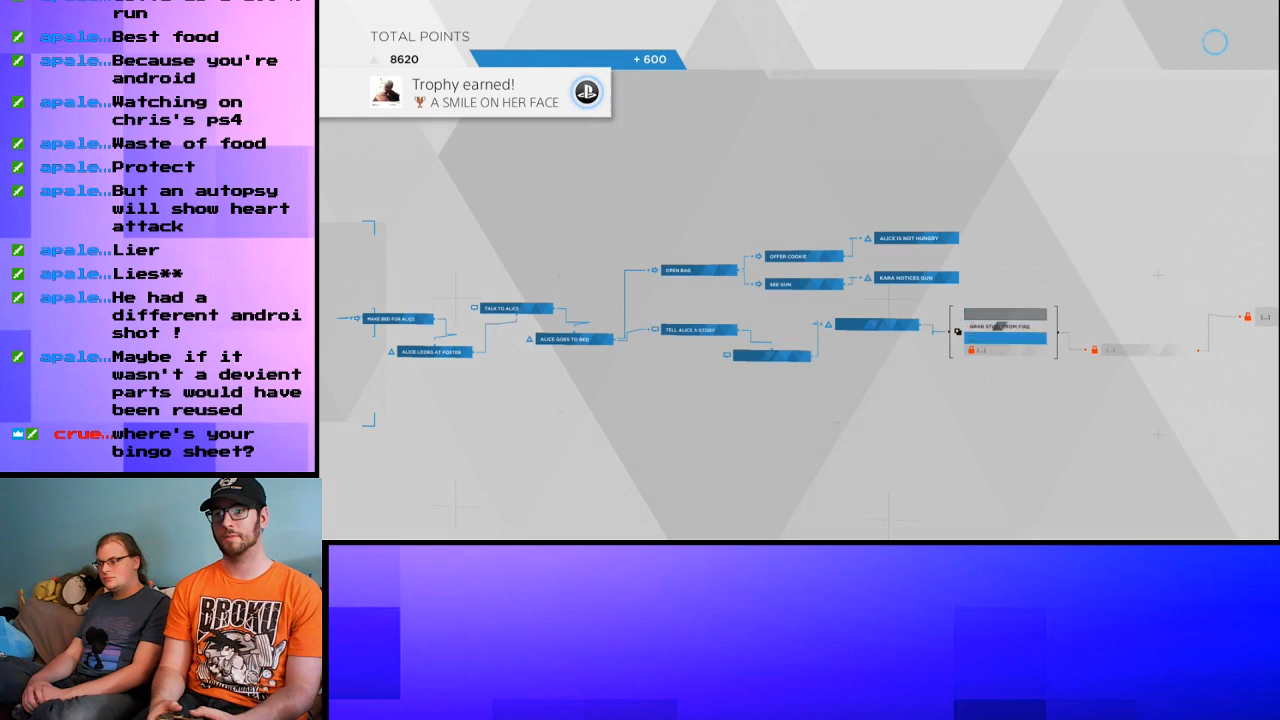 run
apale...Best food
apale...Because you're
android
apale...Watching on
chris's ps4
apale...Waste of food
apale...Protect
apale...But an autopsy
will show heart
attack
apale...Lier
apale...Lies**
apale...He had a
different androi
shot !
apale...Maybe if it
wasn't a devient
parts would have
been reused
crue...where's your
bingo sheet?
TOTAL POINTS
8620
+ 600
Trophy earned!
A SMILE ON HER FACE
MAKE BED FOR ALICE
ALICE LOOKS AT POSTER
TALK TO ALICE
ALICE GOES TO BED
OPEN BAG
TELL ALICE A STORY
OFFER COOKIE
SEE GUN
ALICE IS NOT HUNGRY
KARA NOTICES GUN
GRAB STICK FROM FIRE
BROKU